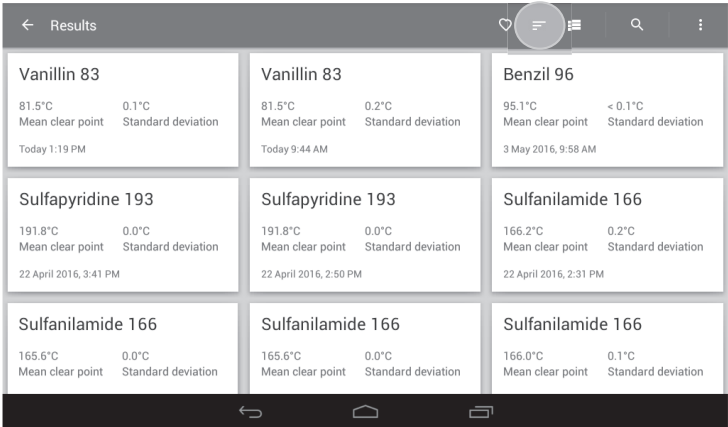 Results
Vanillin 83
81.5°C 0.1°C
Mean clear point Standard deviation
Today 1:19 PM
Vanillin 83
81.5°C 0.2°C
Mean clear point Standard deviation
Today 9:44 AM
Benzil 96
95.1°C < 0.1°C
Mean clear point Standard deviation
3 May 2016, 9:58 AM
Sulfapyridine 193
191.8°C 0.0°C
Mean clear point Standard deviation
22 April 2016, 3:41 PM
Sulfapyridine 193
191.8°C 0.0°C
Mean clear point Standard deviation
22 April 2016, 2:50 PM
Sulfanilamide 166
166.2°C 0.2°C
Mean clear point Standard deviation
22 April 2016, 2:31 PM
Sulfanilamide 166
165.6°C 0.0°C
Mean clear point Standard deviation
Sulfanilamide 166
165.6°C 0.0°C
Mean clear point Standard deviation
Sulfanilamide 166
166.0°C 0.1°C
Mean clear point Standard deviation